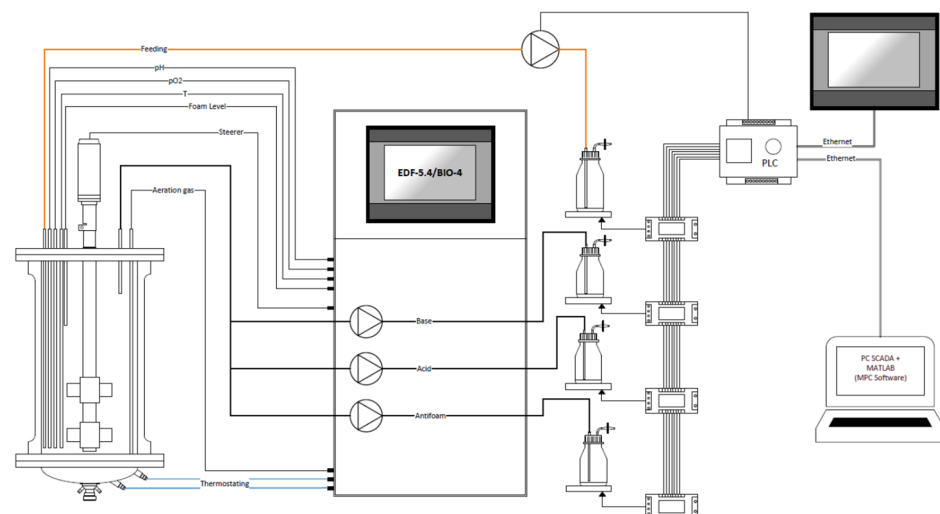 Feeding
pH
pO2
T
Foam Level
Steerer
Aeration gas
EDF-5.4/BIO-4
Base
Acid
Antifoam
Thermostating
PLC
Ethernet
Ethernet
PC SCADA +
MATLAB
(MPC Software)